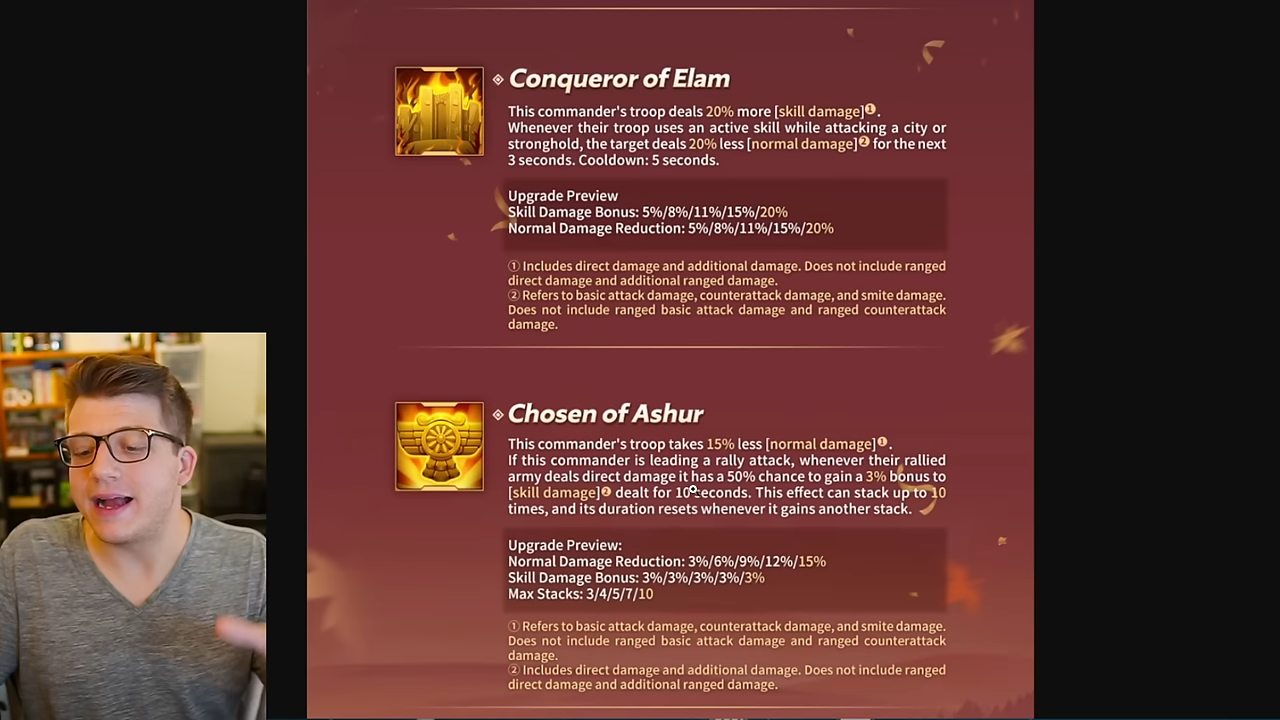 Conqueror of Elam
This commander's troop deals 20% more [skill damage]①.
Whenever their troop uses an active skill while attacking a city or
stronghold, the target deals 20% less [normal damage]② for the next
3 seconds. Cooldown: 5 seconds.
Upgrade Preview
Skill Damage Bonus: 5%/8%/11%/15%/20%
Normal Damage Reduction: 5%/8%/11%/15%/20%
① Includes direct damage and additional damage. Does not include ranged
direct damage and additional ranged damage.
② Refers to basic attack damage, counterattack damage, and smite damage.
Does not include ranged basic attack damage and ranged counterattack
damage.
Chosen of Ashur
This commander's troop takes 15% less [normal damage]①.
If this commander is leading a rally attack, whenever their rallied
army deals direct damage it has a 50% chance to gain a 3% bonus to
[skill damage]② dealt for 10 seconds. This effect can stack up to 10
times, and its duration resets whenever it gains another stack.
Upgrade Preview:
Normal Damage Reduction: 3%/6%/9%/12%/15%
Skill Damage Bonus: 3%/3%/3%/3%/3%
Max Stacks: 3/4/5/7/10
① Refers to basic attack damage, counterattack damage, and smite damage.
Does not include ranged basic attack damage and ranged counterattack
damage.
② Includes direct damage and additional damage. Does not include ranged
direct damage and additional ranged damage.